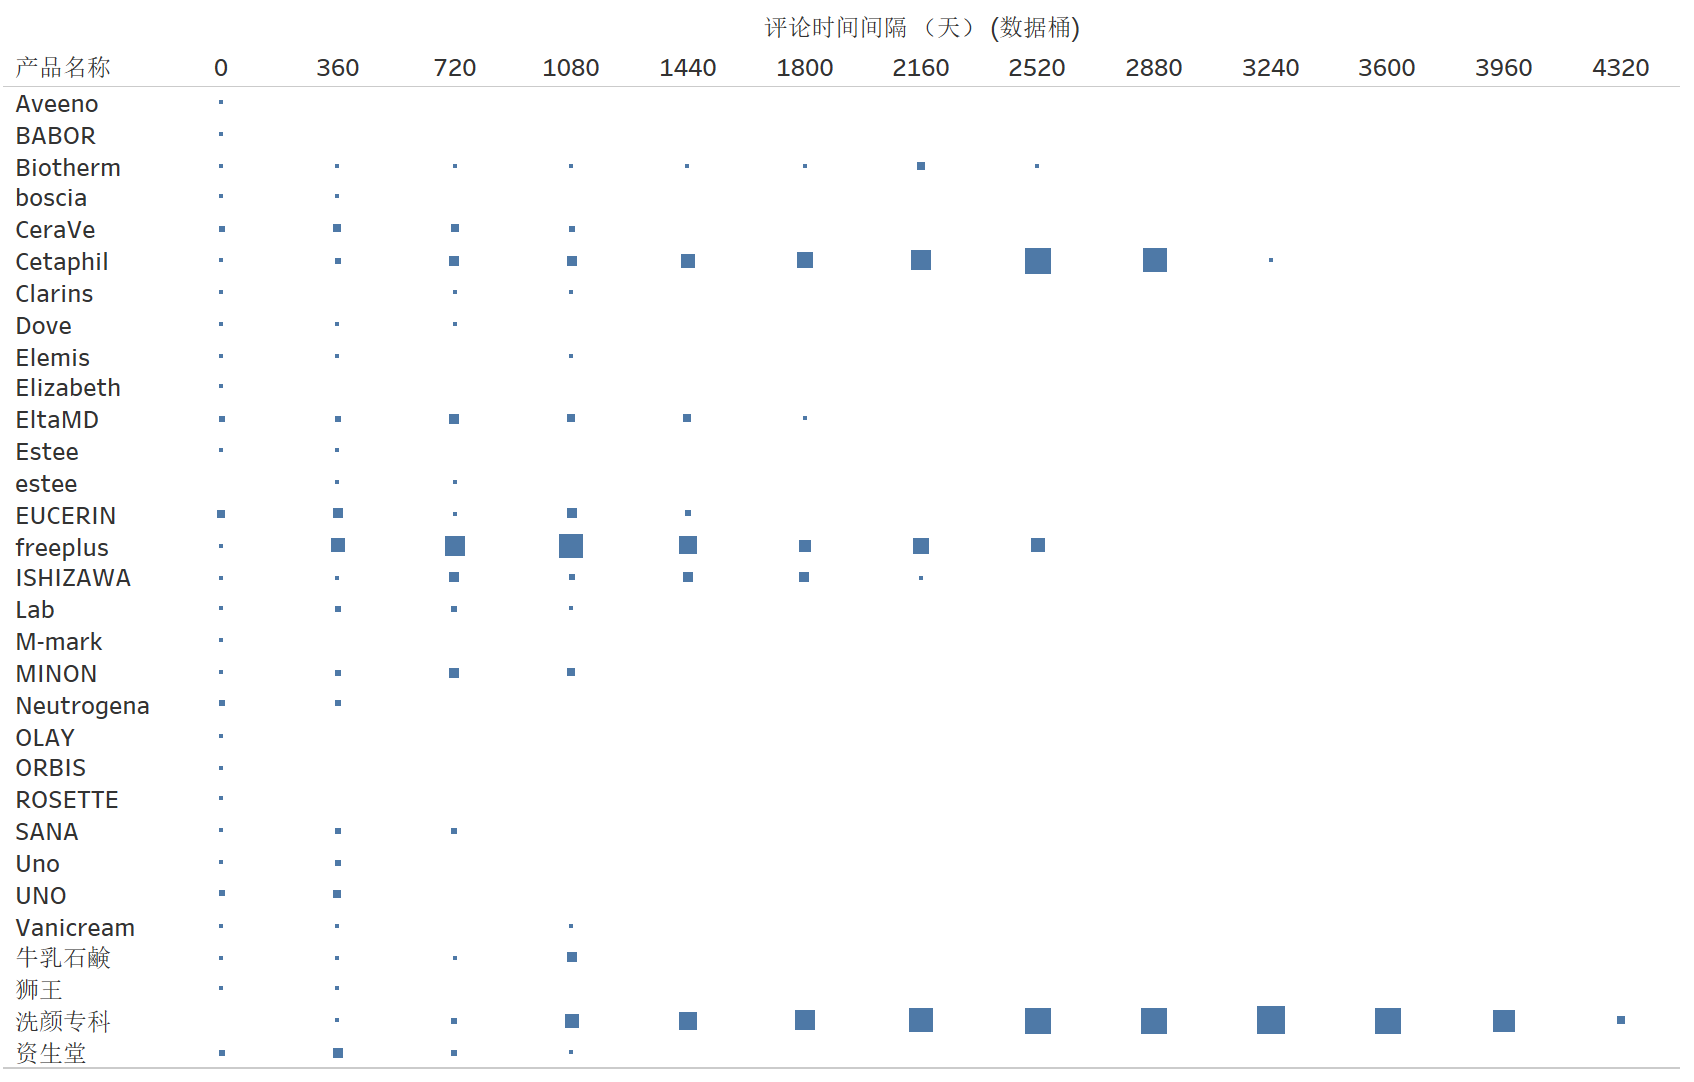 评论时间间隔（天） (数据桶)
产品名称 0 360 720 1080 1440 1800 2160 2520 2880 3240 3600 3960 4320
Aveeno
BABOR
Biotherm
boscia
CeraVe
Cetaphil
Clarins
Dove
Elemis
Elizabeth
EltaMD
Estee
estee
EUCERIN
freeplus
ISHIZAWA
Lab
M-mark
MINON
Neutrogena
OLAY
ORBIS
ROSETTE
SANA
Uno
UNO
Vanicream
牛乳石鹸
狮王
洗颜专科
资生堂